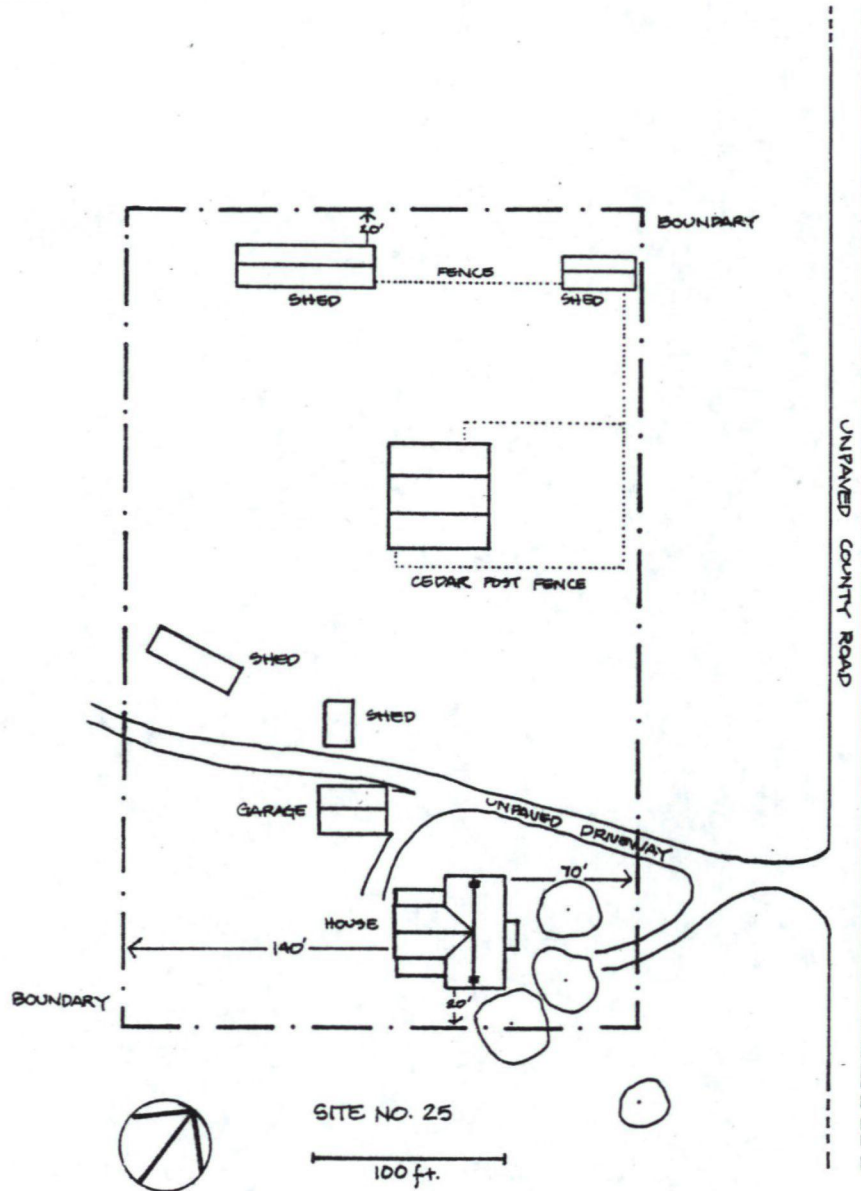 BOUNDARY
20'
FENCE
SHED
SHED
UNPAVED COUNTY ROAD
CEDAR POST FENCE
SHED
SHED
GARAGE
UNPAVED DRIVEWAY
70'
HOUSE
140'
20'
BOUNDARY
SITE NO. 25
100 ft.